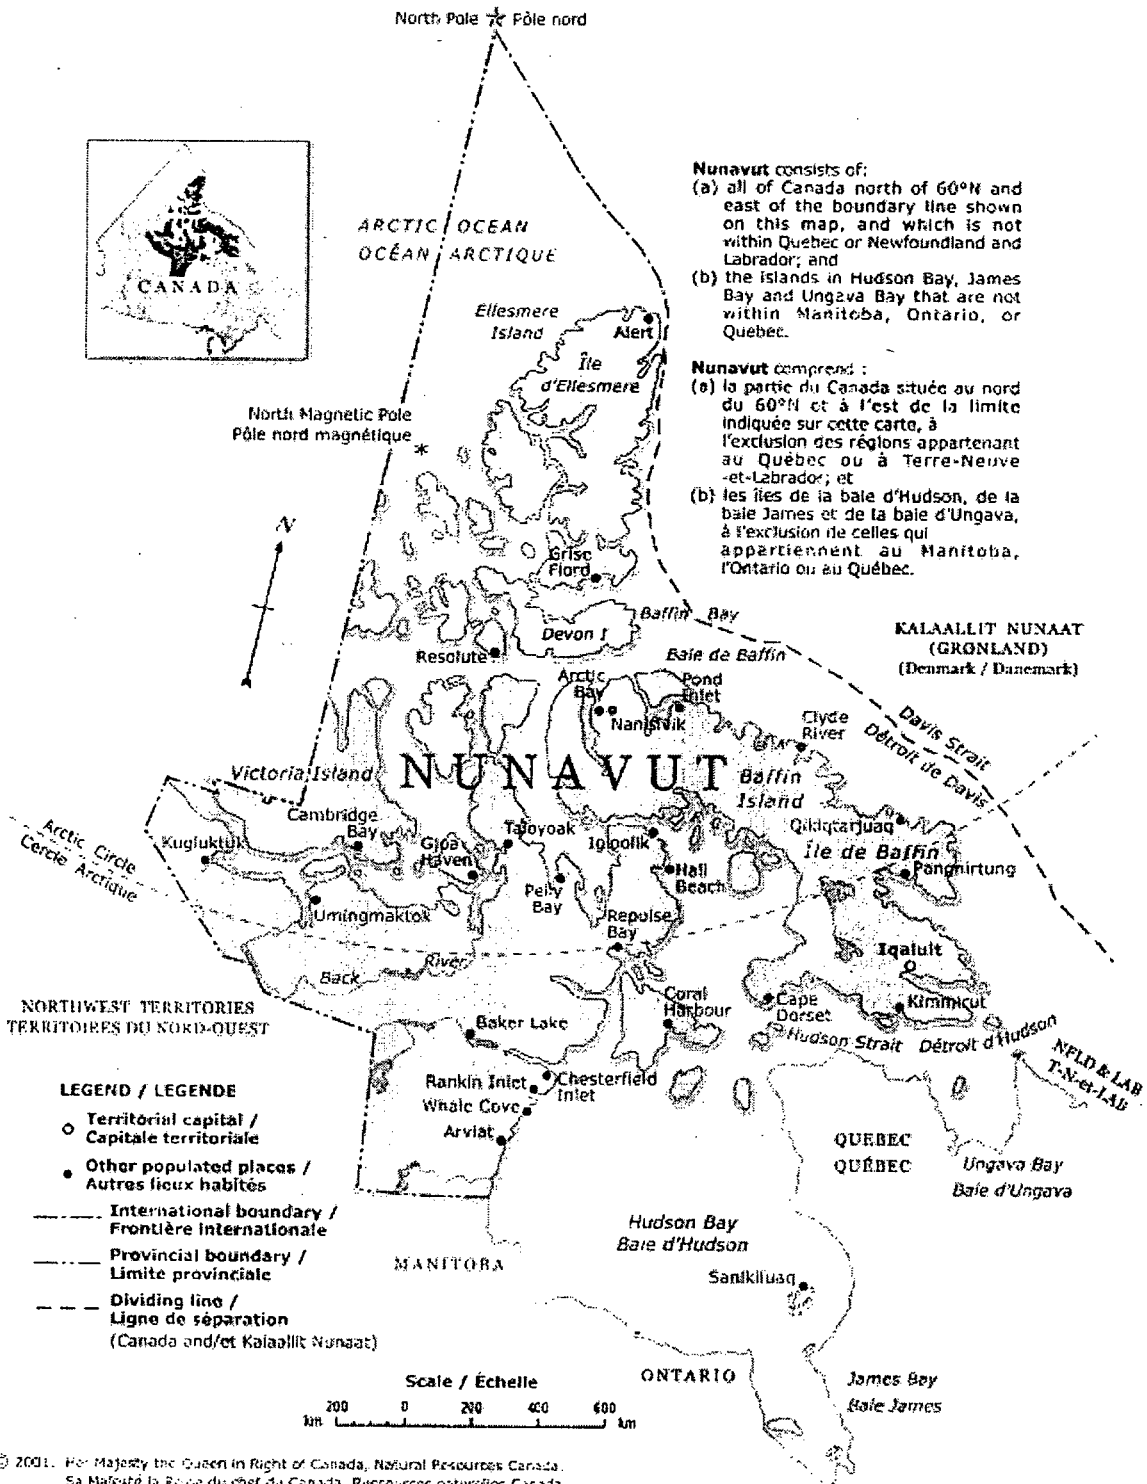 North Pole Pôle nord
CANADA
ARCTIC OCEAN
OCÉAN ARCTIQUE
Nunavut consists of:
(a) all of Canada north of 60°N and
east of the boundary line shown
on this map, and which is not
within Quebec or Newfoundland and
Labrador; and
(b) the islands in Hudson Bay, James
Bay and Ungava Bay that are not
within Manitoba, Ontario, or
Quebec.
Nunavut comprend :
(a) la partie du Canada située au nord
du 60°N et à l'est de la limite
indiquée sur cette carte, à
l'exclusion des régions appartenant
au Québec ou à Terre-Neuve
-et-Labrador; et
(b) les îles de la baie d'Hudson, de la
baie James et de la baie d'Ungava,
à l'exclusion de celles qui
appartiennent au Manitoba,
l'Ontario ou au Québec.
Ellesmere
Island
Alert
Île
d'Ellesmere
North Magnetic Pole
Pôle nord magnétique
N
Grise
Fiord
Devon I
Baffin Bay
Baie de Baffin
KALAALLIT NUNAAT
(GRØNLAND)
(Denmark / Danemark)
Resolute
Arctic
Bay
Nanisivik
Pond
Inlet
Clyde
River
Davis Strait
Détroit de Davis
NUNAVUT
Victoria Island
Baffin
Island
Cambridge
Bay
Kugluktuk
Arctic Circle
Cercle Arctique
Gjoa
Haven
Taloyoak
Igloolik
Qikiqtarjuaq
Île de Baffin
Pangnirtung
Hall
Beach
Pelly
Bay
Umingmaktok
Repulse
Bay
Iqaluit
Back River
NORTHWEST TERRITORIES
TERRITOIRES DU NORD-OUEST
Baker Lake
Coral
Harbour
Cape
Dorset
Kimmirut
Hudson Strait Détroit d'Hudson
NFLD & LAB
T-N-et-LAB
Rankin Inlet
Chesterfield
Inlet
Whale Cove
Arviat
LEGEND / LEGENDE
Territorial capital /
Capitale territoriale
Other populated places /
Autres lieux habités
International boundary /
Frontière internationale
Provincial boundary /
Limite provinciale
Dividing line /
Ligne de séparation
(Canada and/et Kalaallit Nunaat)
QUEBEC
QUÉBEC
Ungava Bay
Baie d'Ungava
Hudson Bay
Baie d'Hudson
MANITOBA
Sanikiluaq
ONTARIO
James Bay
Baie James
Scale / Échelle
200 0 200 400 600
km km
© 2001. Her Majesty the Queen in Right of Canada, Natural Resources Canada.
Sa Majesté la Reine du chef du Canada, Ressources naturelles Canada.